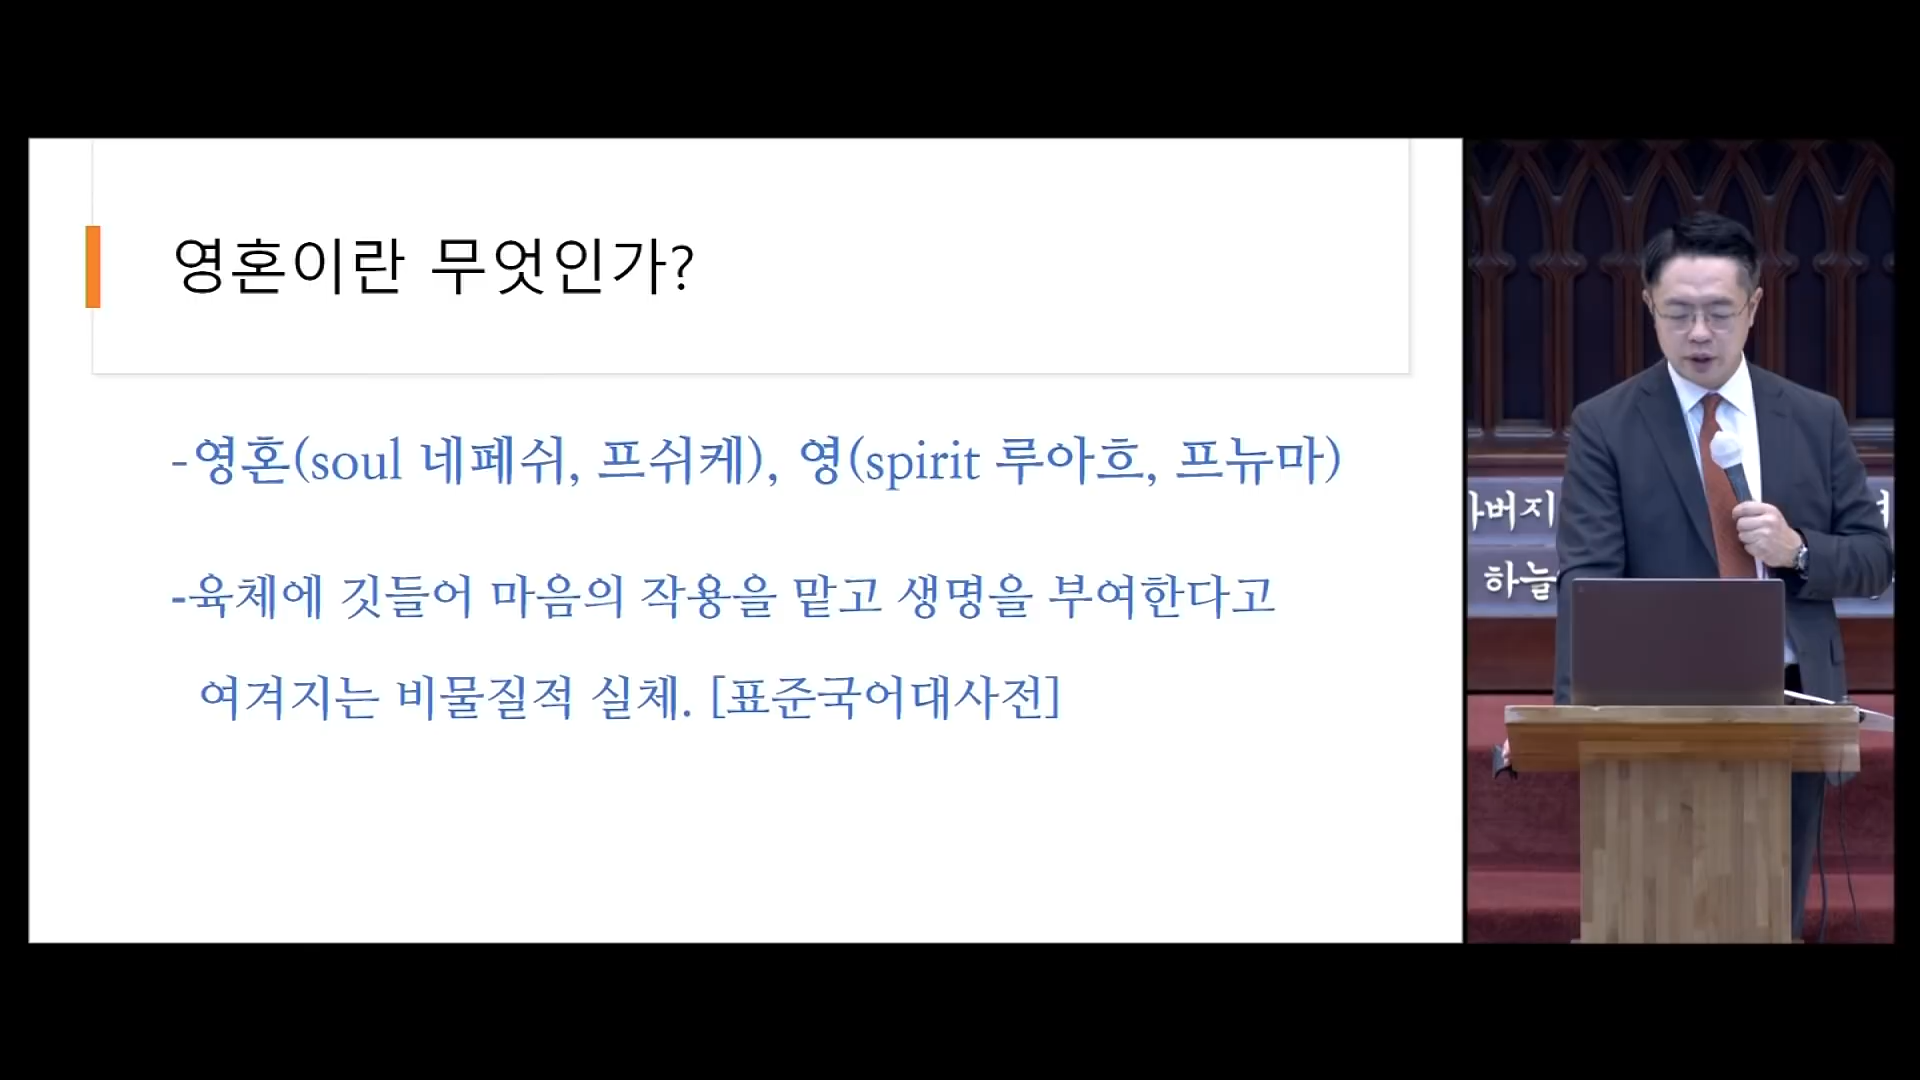 영혼이란 무엇인가?
-영혼(soul 네페쉬, 프쉬케), 영(spirit 루아흐, 프뉴마)
-육체에 깃들어 마음의 작용을 맡고 생명을 부여한다고
여겨지는 비물질적 실체. [표준국어대사전]
하늘